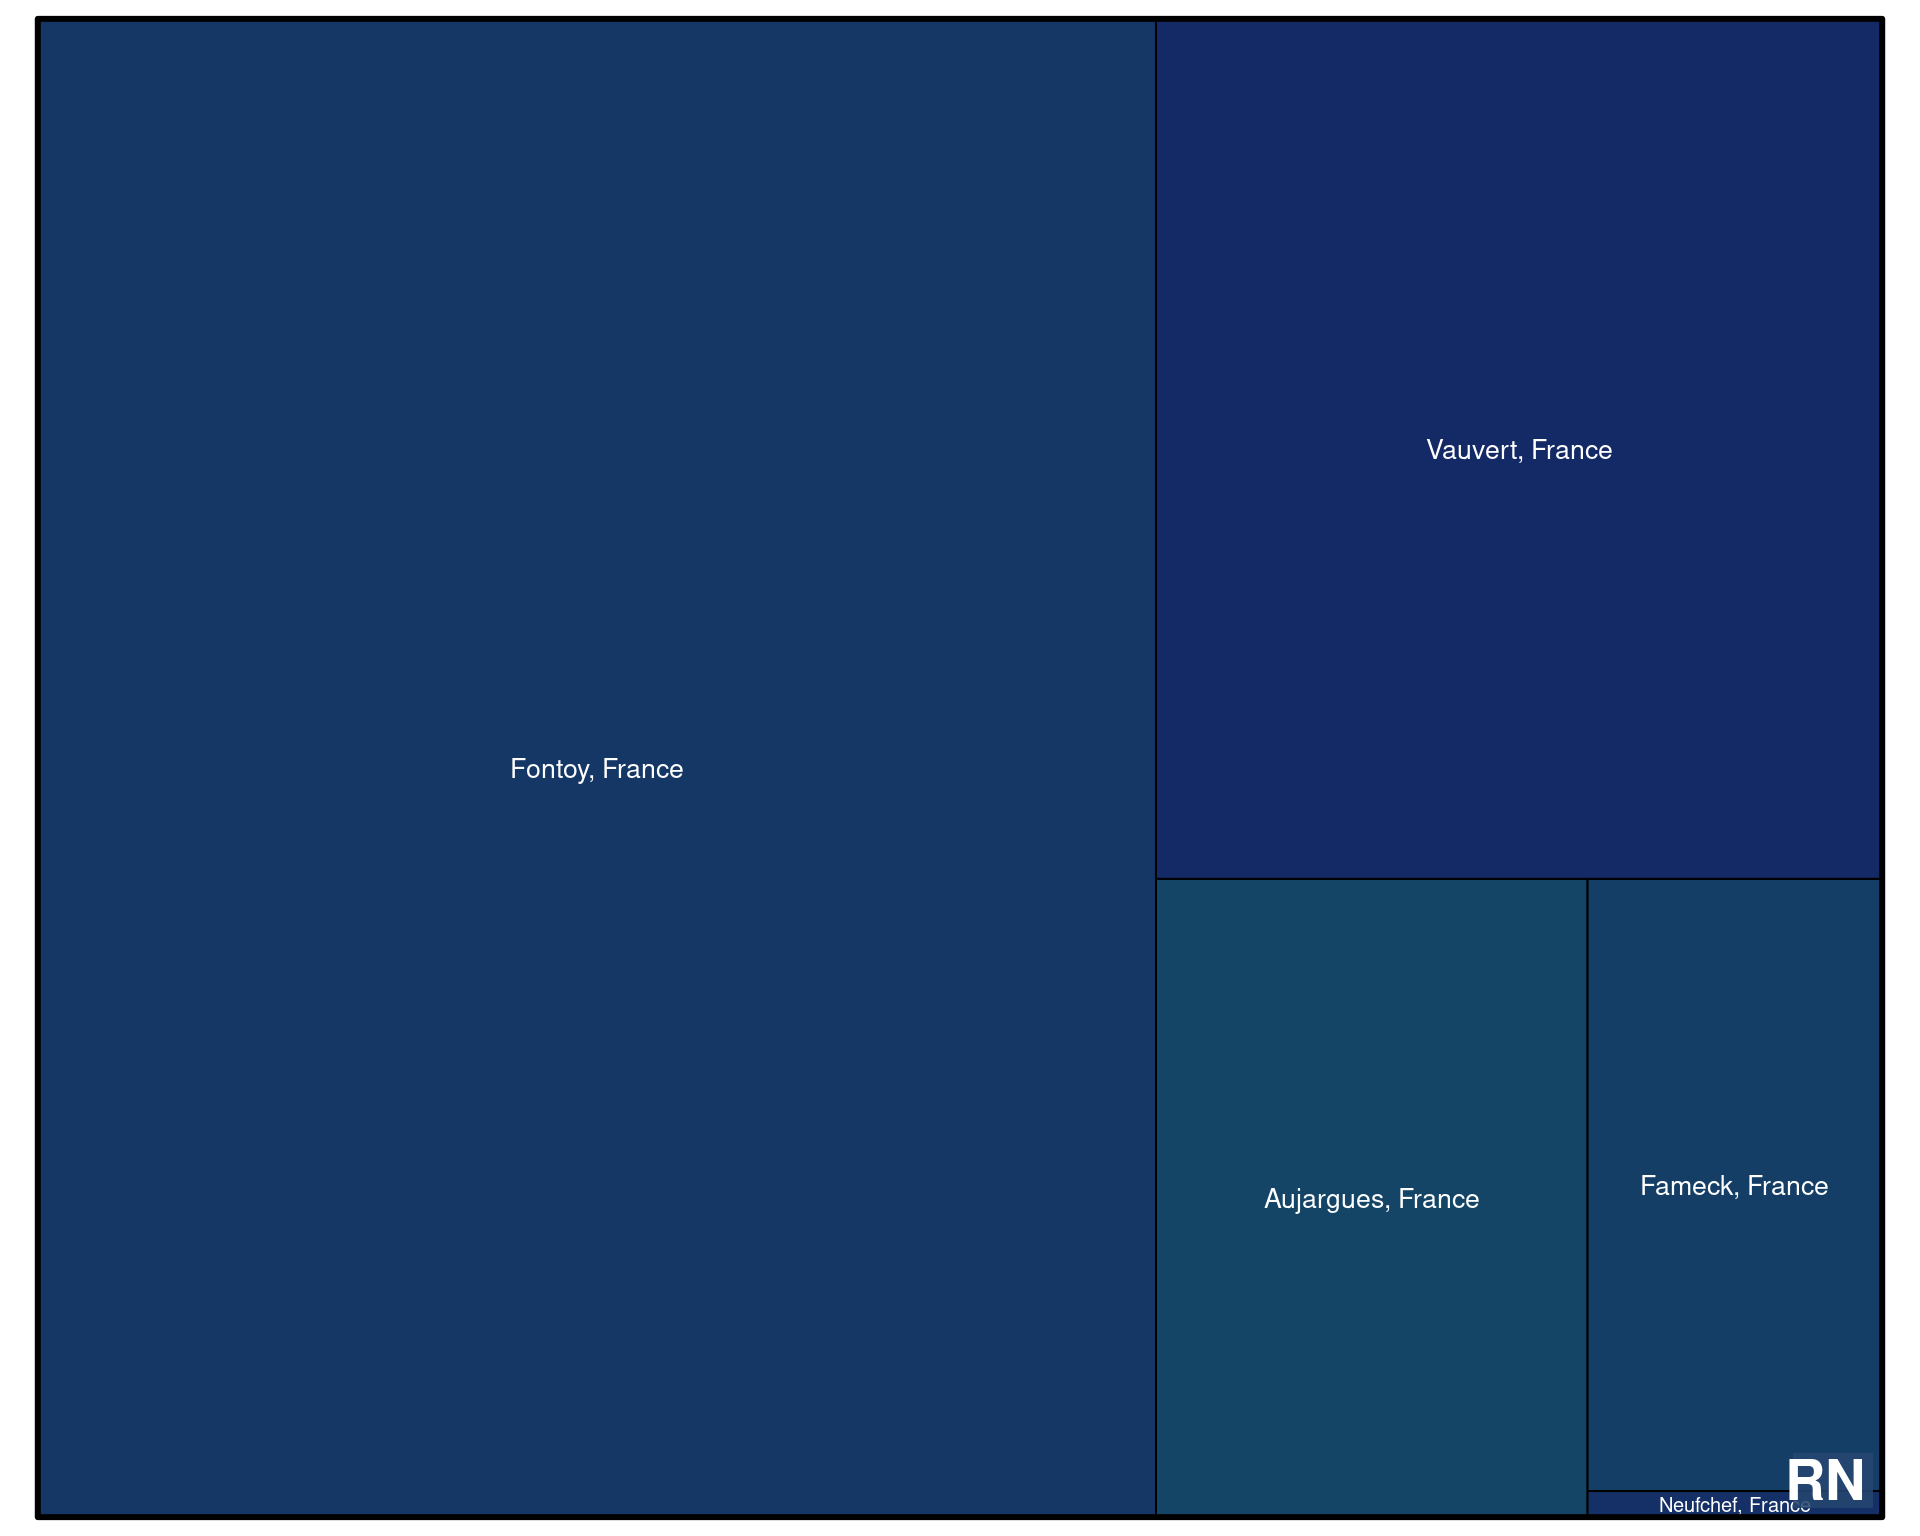 Vauvert, France
Fontoy, France
Fameck, France
Aujargues, France
RN
Neufchef, France